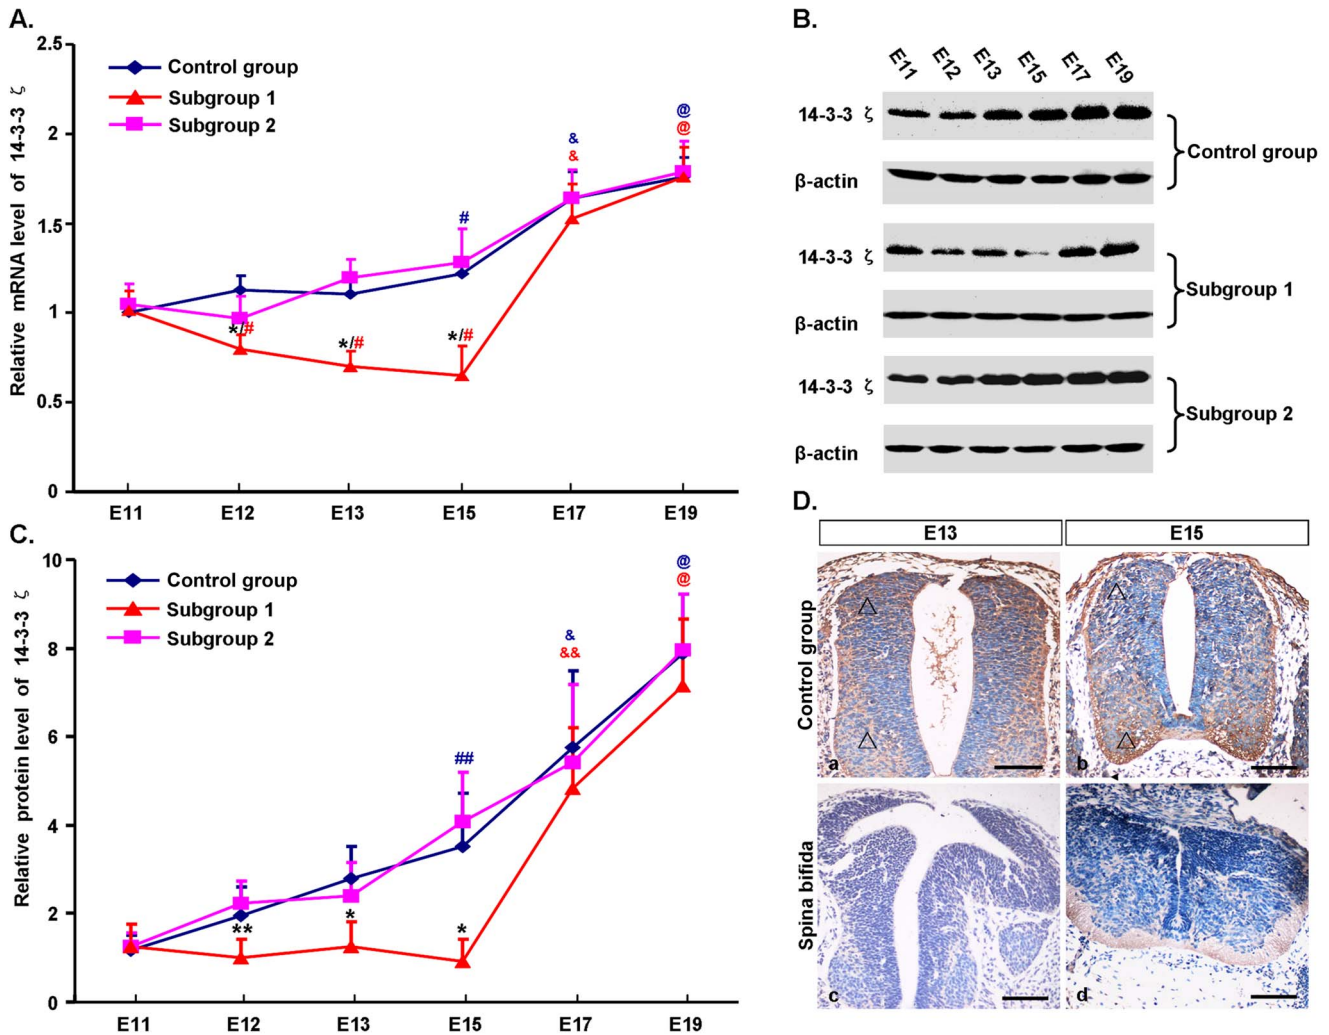 A.
2.5
2
1.5
1
0.5
0
Relative mRNA level of 14-3-3 ζ
Control group
Subgroup 1
Subgroup 2
*/#
*/#
*/#
#
&
&
@
@
E11 E12 E13 E15 E17 E19
B.
E11 E12 E13 E15 E17 E19
14-3-3 ζ
β-actin
Control group
14-3-3 ζ
β-actin
Subgroup 1
14-3-3 ζ
β-actin
Subgroup 2
C.
10
8
6
4
2
0
Relative protein level of 14-3-3 ζ
Control group
Subgroup 1
Subgroup 2
**
*
*
##
&
&&
@
@
E11 E12 E13 E15 E17 E19
D.
E13 E15
Control group
a b
Spina bifida
c d